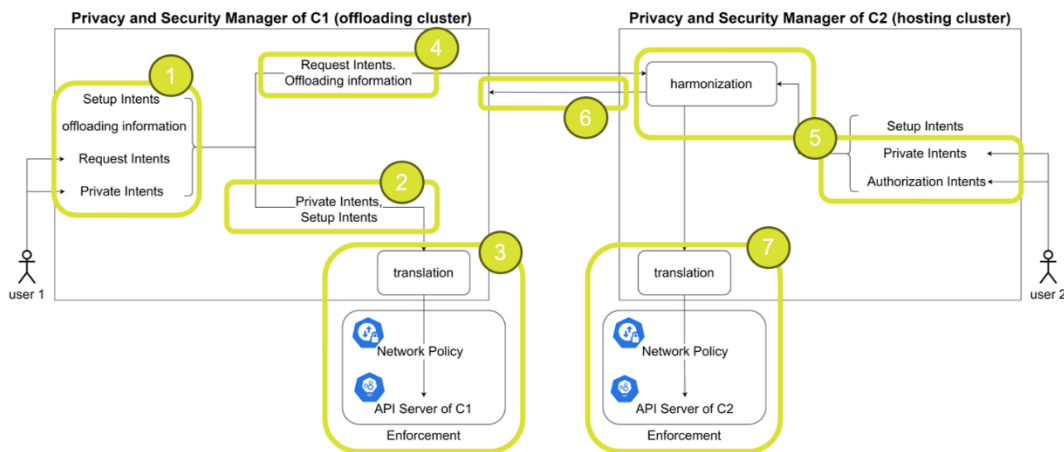 Privacy and Security Manager of C1 (offloading cluster)
Privacy and Security Manager of C2 (hosting cluster)
1
Setup Intents
offloading information
Request Intents
Private Intents
user 1
4
Request Intents.
Offloading information
2
Private Intents,
Setup Intents
3
translation
Network Policy
API Server of C1
Enforcement
6
harmonization
5
Setup Intents
Private Intents
Authorization Intents
user 2
7
translation
Network Policy
API Server of C2
Enforcement